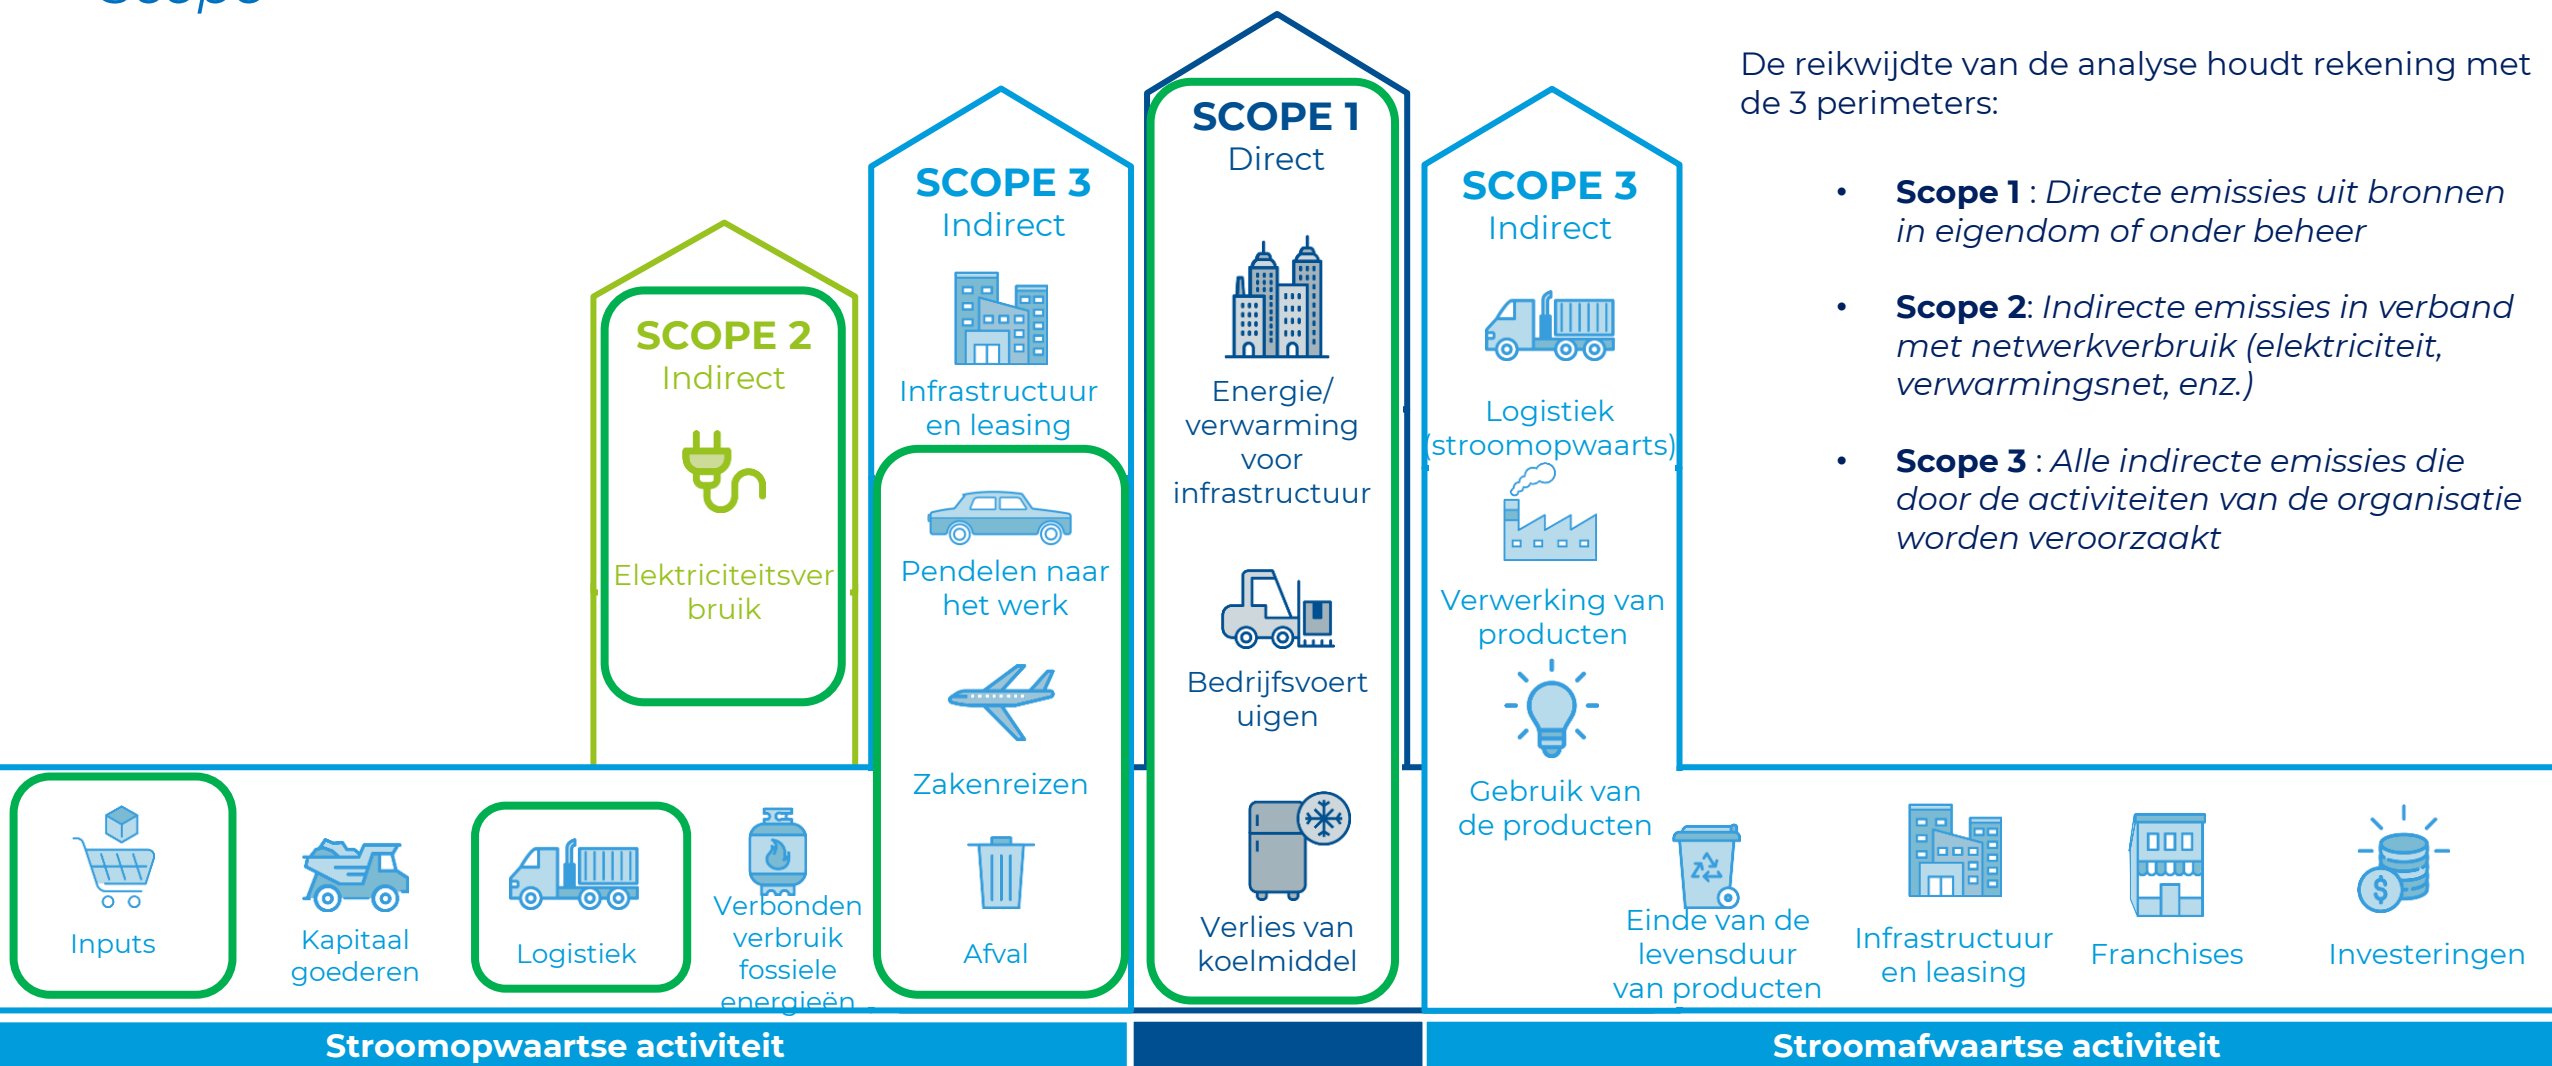 Scope
SCOPE 2
Indirect
Elektriciteitsver
bruik
SCOPE 3
Indirect
Infrastructuur
en leasing
Pendelen naar
het werk
Zakenreizen
Afval
SCOPE 1
Direct
Energie/
verwarming
voor
infrastructuur
Bedrijfsvoert
uigen
Verlies van
koelmiddel
SCOPE 3
Indirect
Logistiek
(stroomopwaarts)
Verwerking van
producten
Gebruik van
de producten
De reikwijdte van de analyse houdt rekening met
de 3 perimeters:
• Scope 1 : Directe emissies uit bronnen
in eigendom of onder beheer
• Scope 2: Indirecte emissies in verband
met netwerkverbruik (elektriciteit,
verwarmingsnet, enz.)
• Scope 3 : Alle indirecte emissies die
door de activiteiten van de organisatie
worden veroorzaakt
Inputs
Kapitaal
goederen
Logistiek
Verbonden
verbruik
fossiele
energieën
Einde van de
levensduur
van producten
Infrastructuur
en leasing
Franchises
$
Investeringen
Stroomopwaartse activiteit
Stroomafwaartse activiteit